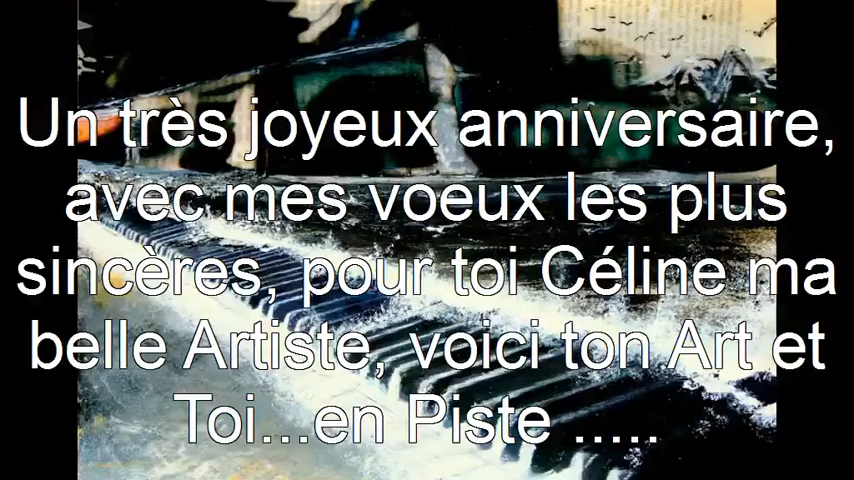 Un très joyeux anniversaire,
avec mes voeux les plus
sincères, pour toi Céline ma
belle Artiste, voici ton Art et
Toi...en Piste .....